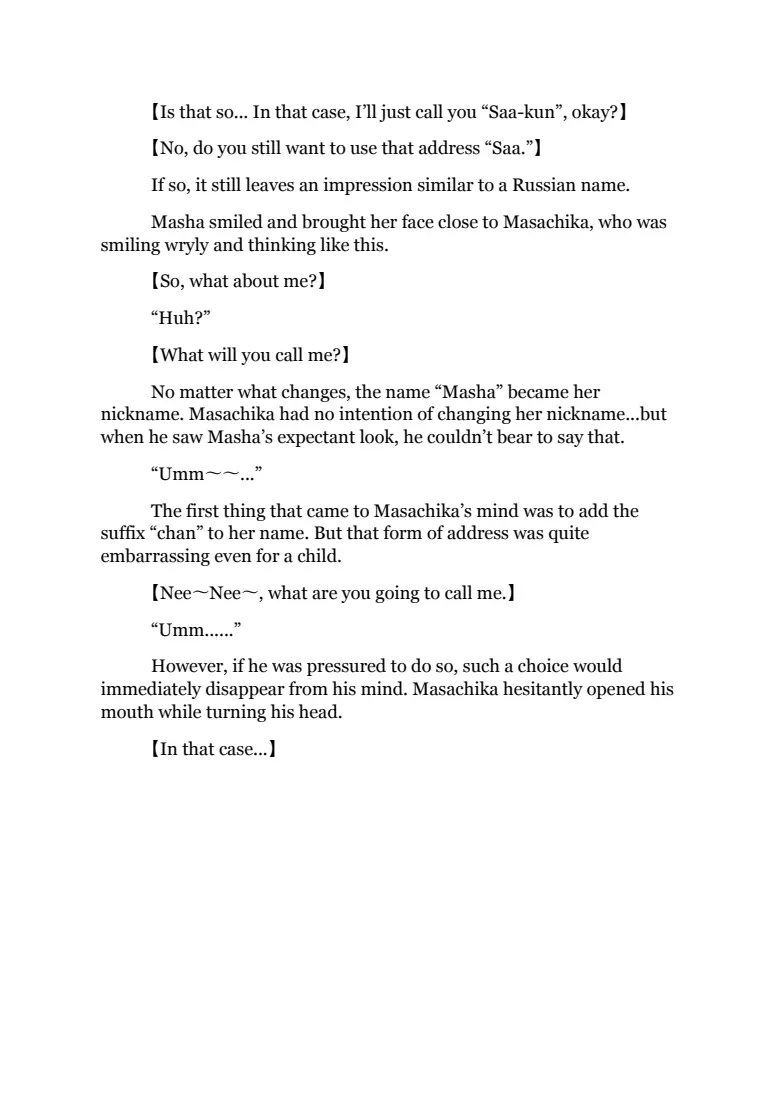 【Is that so... In that case, I’ll just call you “Saa-kun”, okay?】
【No, do you still want to use that address “Saa.”】
If so, it still leaves an impression similar to a Russian name.
Masha smiled and brought her face close to Masachika, who was
smiling wryly and thinking like this.
【So, what about me?】
“Huh?”
【What will you call me?】
No matter what changes, the name “Masha” became her
nickname. Masachika had no intention of changing her nickname...but
when he saw Masha’s expectant look, he couldn’t bear to say that.
“Umm～～...”
The first thing that came to Masachika’s mind was to add the
suffix “chan” to her name. But that form of address was quite
embarrassing even for a child.
【Nee～Nee～, what are you going to call me.】
“Umm......”
However, if he was pressured to do so, such a choice would
immediately disappear from his mind. Masachika hesitantly opened his
mouth while turning his head.
【In that case...】